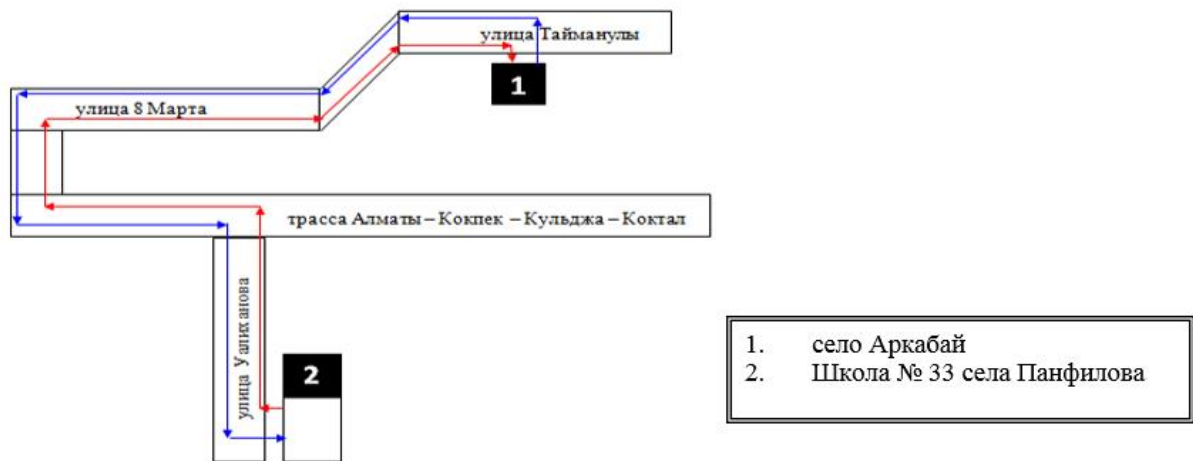 улица Тайманулы
1
улица 8 Марта
трасса Алматы – Кокпек – Кульджа – Коктал
улица Уалиханова
2
1. село Аркабай
2. Школа № 33 села Панфилова